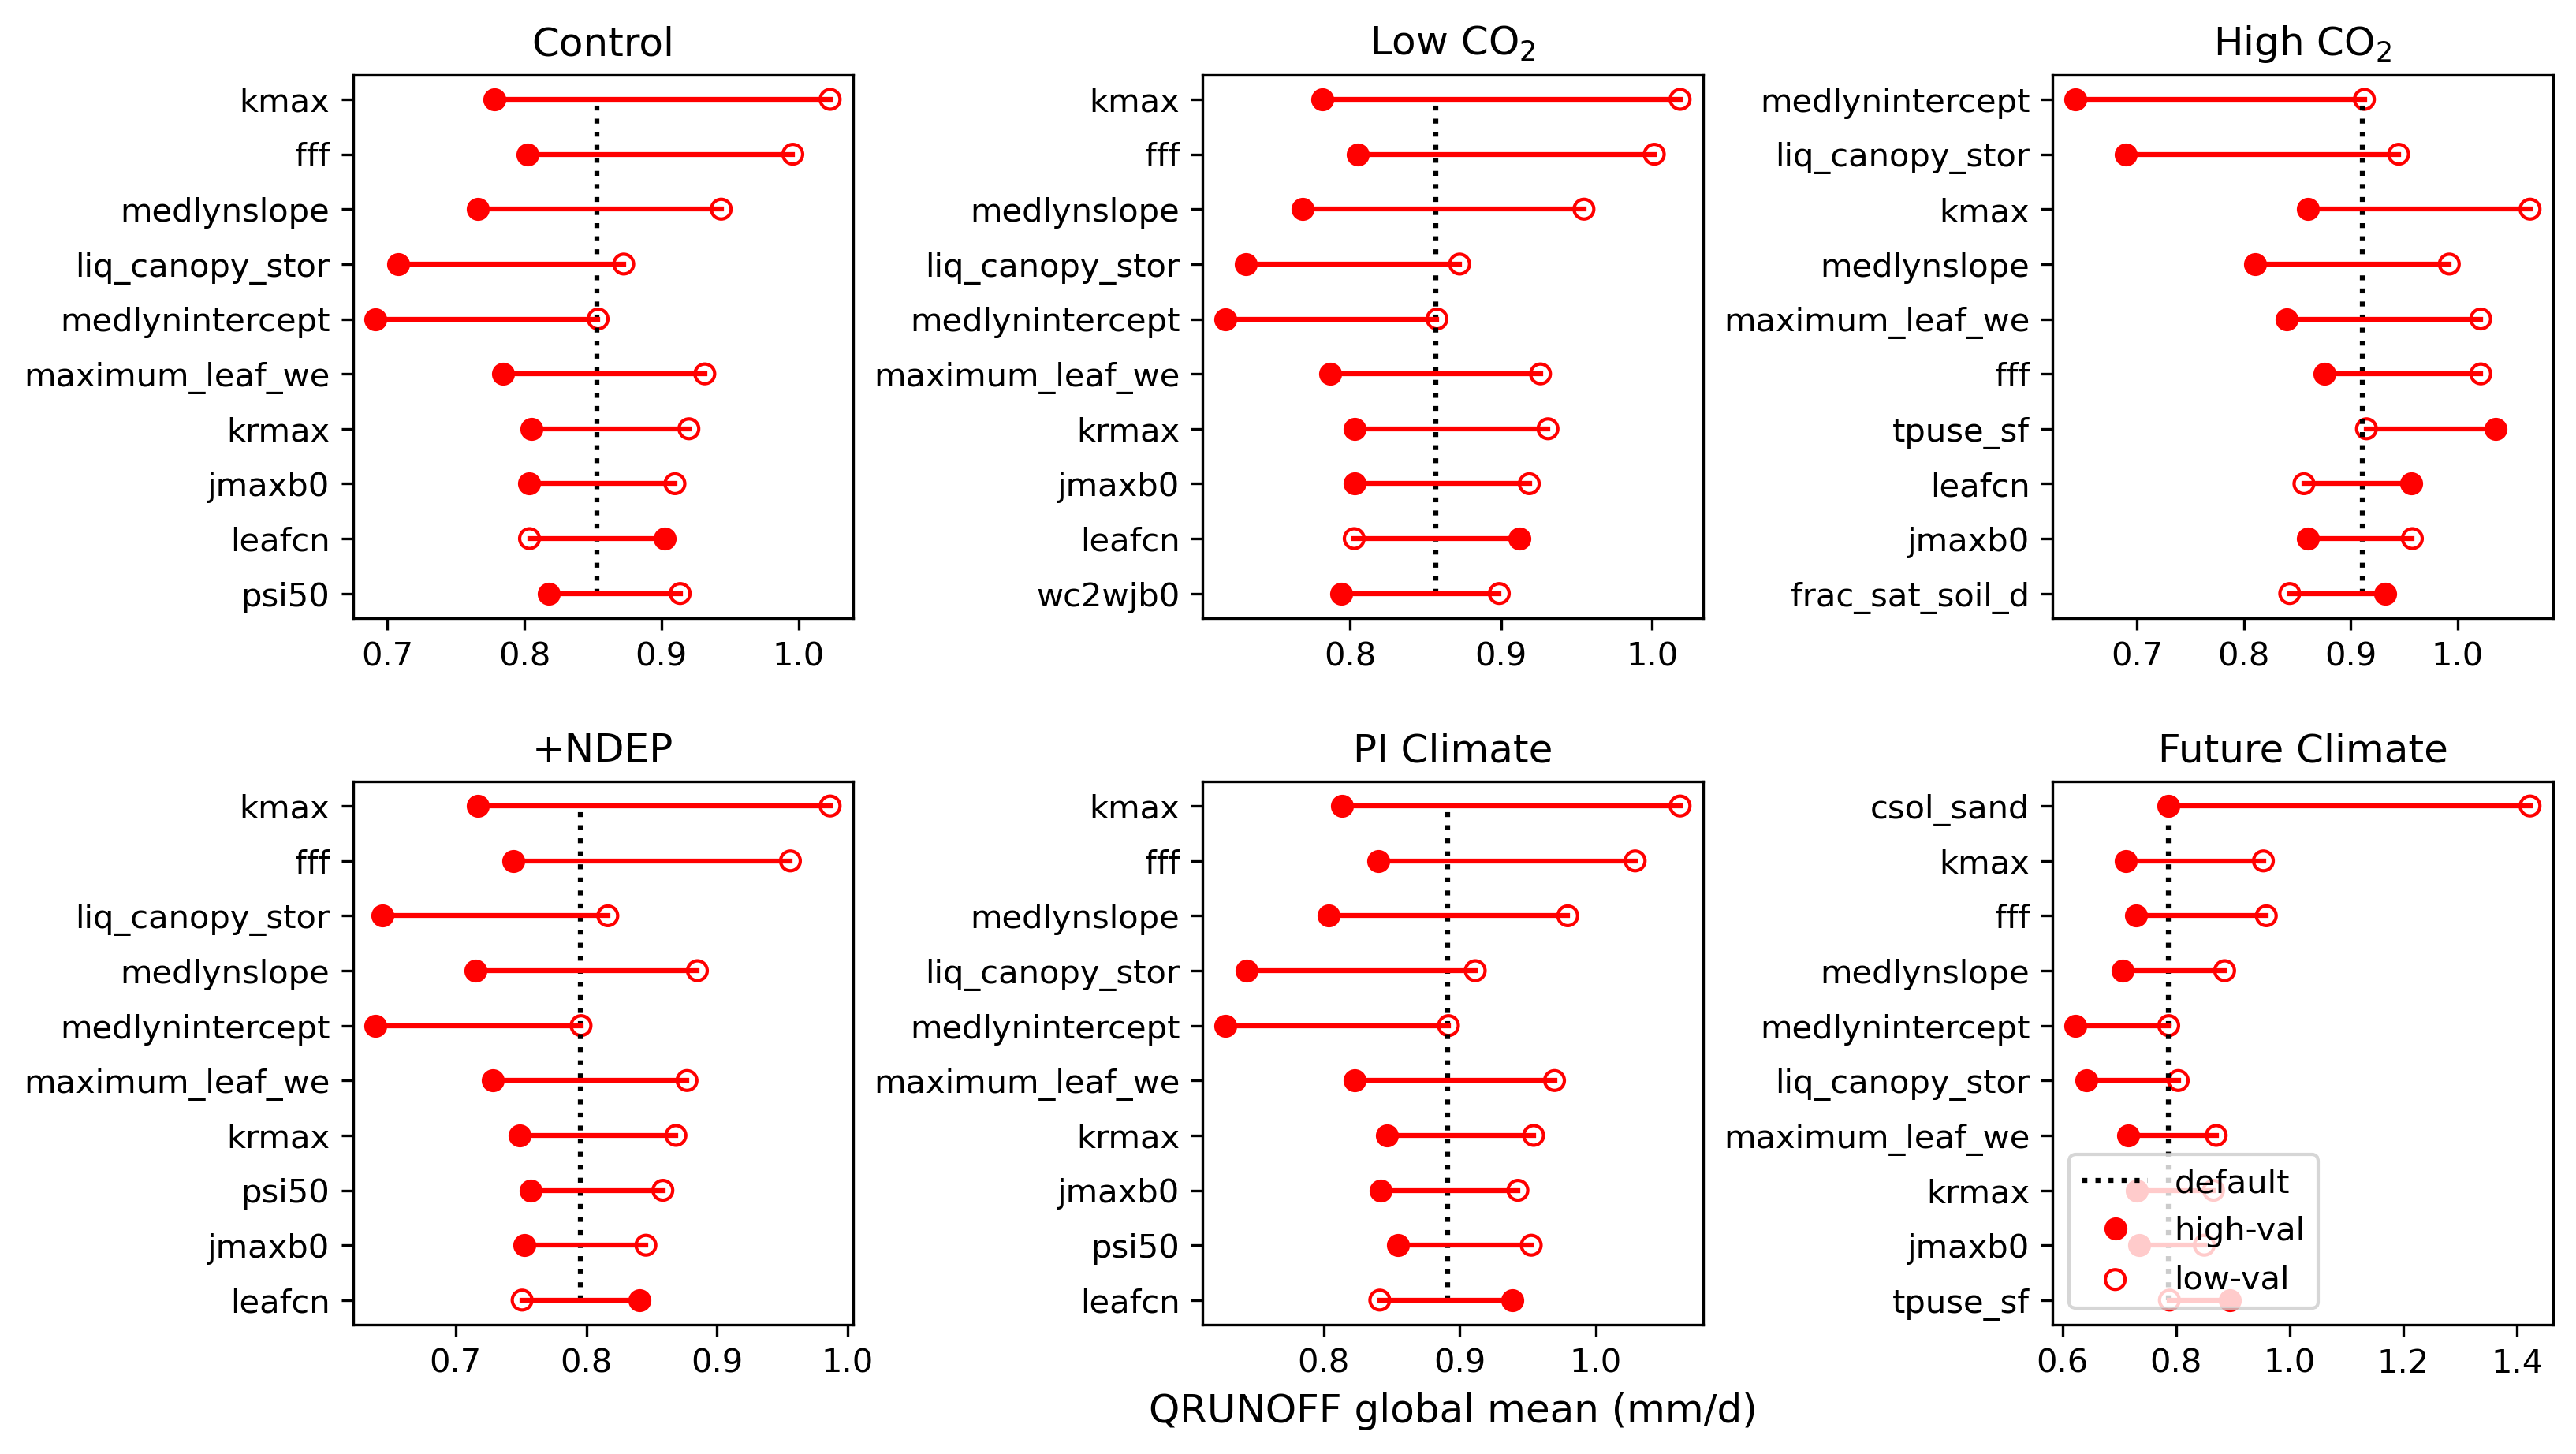 Control
kmax
fff
medlynslope
liq_canopy_stor
medlynintercept
maximum_leaf_we
krmax
jmaxb0
leafcn
psi50
0.7 0.8 0.9 1.0
Low CO₂
kmax
fff
medlynslope
liq_canopy_stor
medlynintercept
maximum_leaf_we
krmax
jmaxb0
leafcn
wc2wjb0
0.8 0.9 1.0
High CO₂
medlynintercept
liq_canopy_stor
kmax
medlynslope
maximum_leaf_we
fff
tpuse_sf
leafcn
jmaxb0
frac_sat_soil_d
0.7 0.8 0.9 1.0
+NDEP
kmax
fff
liq_canopy_stor
medlynslope
medlynintercept
maximum_leaf_we
krmax
psi50
jmaxb0
leafcn
0.7 0.8 0.9 1.0
PI Climate
kmax
fff
medlynslope
liq_canopy_stor
medlynintercept
maximum_leaf_we
krmax
jmaxb0
psi50
leafcn
0.8 0.9 1.0
QRUNOFF global mean (mm/d)
Future Climate
csol_sand
kmax
fff
medlynslope
medlynintercept
liq_canopy_stor
maximum_leaf_we
krmax
jmaxb0
tpuse_sf
default
high-val
low-val
0.6 0.8 1.0 1.2 1.4